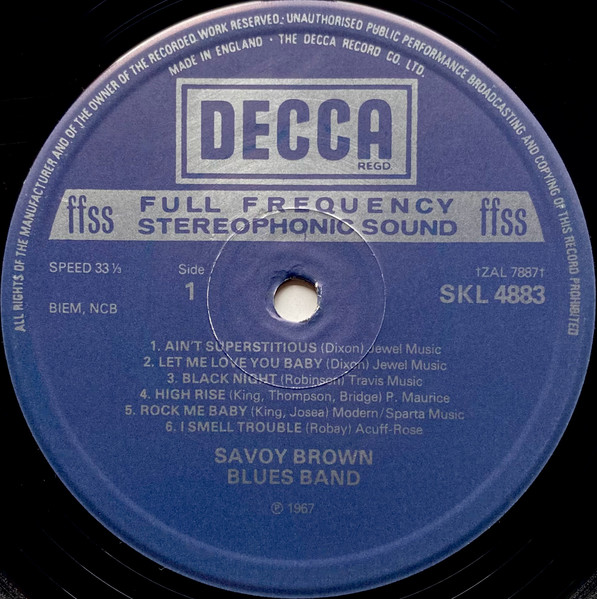 ALL RIGHTS OF THE MANUFACTURER AND OF THE OWNER OF THE RECORDED WORK RESERVED. UNAUTHORISED PUBLIC PERFORMANCE BROADCASTING AND COPYING OF THIS RECORD PROHIBITED
MADE IN ENGLAND · THE DECCA RECORD CO. LTD.
DECCA
REGD.
ffss FULL FREQUENCY STEREOPHONIC SOUND ffss
SPEED 33⅓ Side 1 †ZAL 7887†
BIEM, NCB SKL 4883
1. AIN'T SUPERSTITIOUS (Dixon) Jewel Music
2. LET ME LOVE YOU BABY (Dixon) Jewel Music
3. BLACK NIGHT (Robinson) Travis Music
4. HIGH RISE (King, Thompson, Bridge) P. Maurice
5. ROCK ME BABY (King, Josea) Modern/Sparta Music
6. I SMELL TROUBLE (Robay) Acuff-Rose
SAVOY BROWN
BLUES BAND
℗ 1967